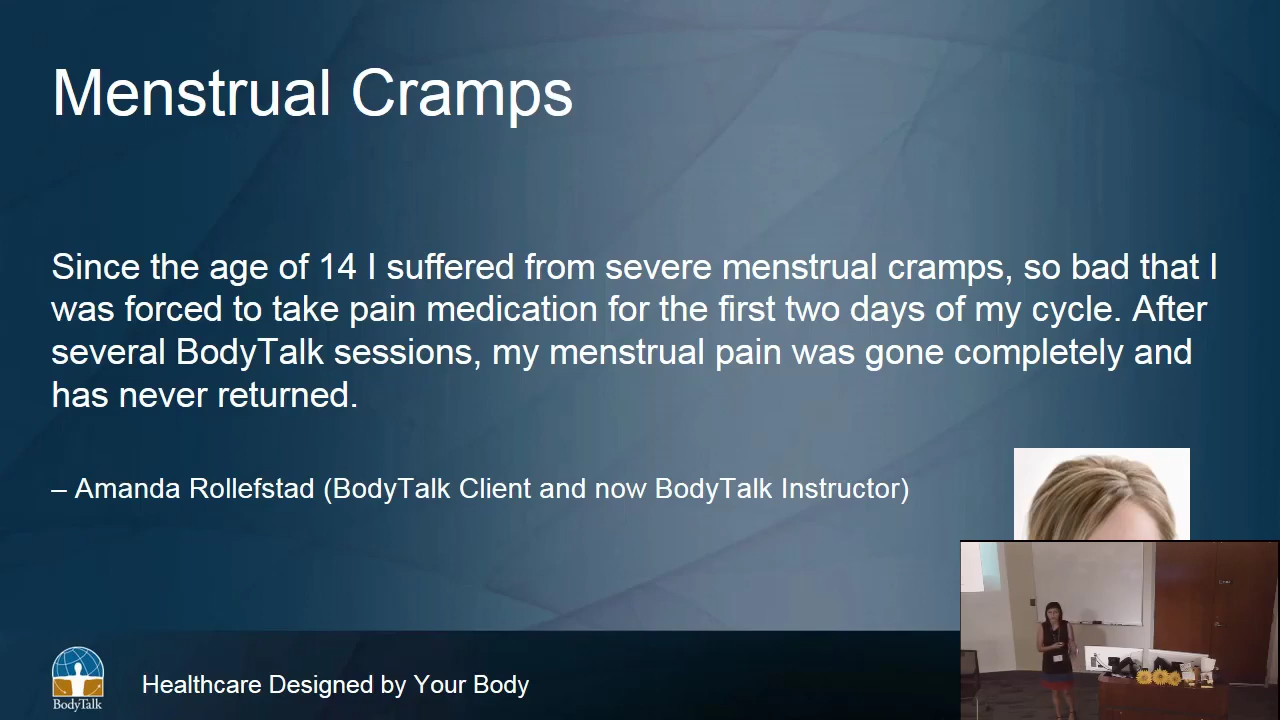 Menstrual Cramps
Since the age of 14 I suffered from severe menstrual cramps, so bad that I
was forced to take pain medication for the first two days of my cycle. After
several BodyTalk sessions, my menstrual pain was gone completely and
has never returned.
– Amanda Rollefstad (BodyTalk Client and now BodyTalk Instructor)
BodyTalk
Healthcare Designed by Your Body